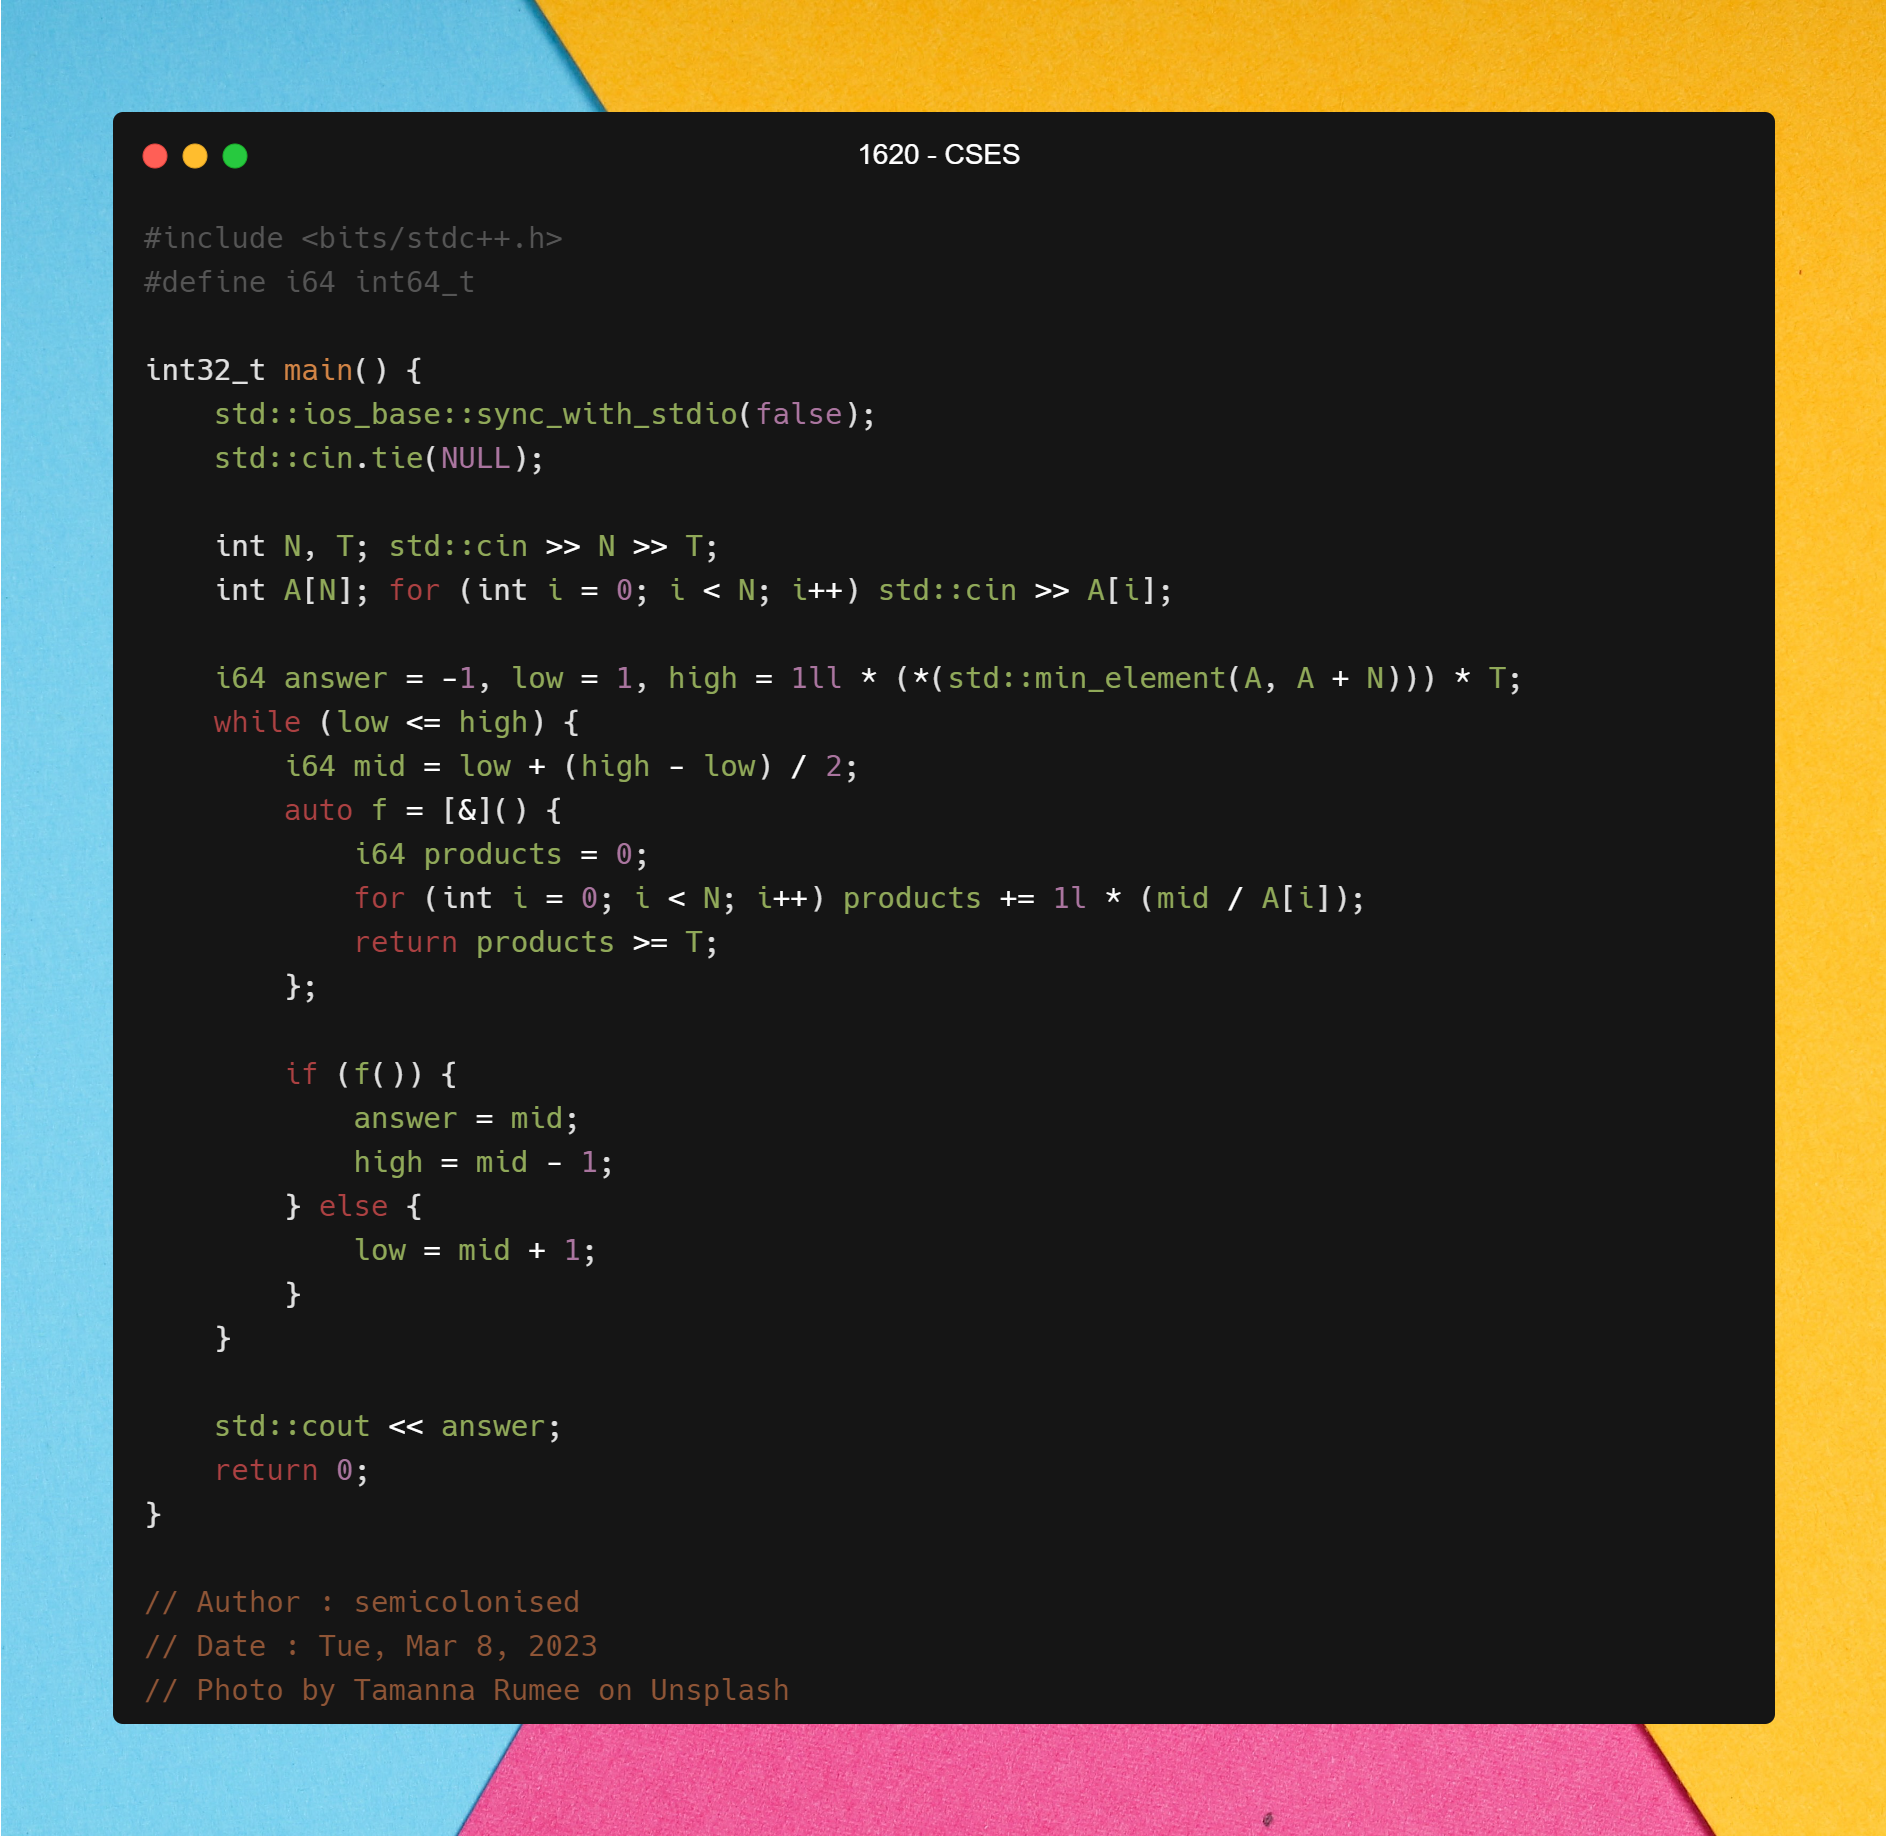 1620 - CSES
#include <bits/stdc++.h>
#define i64 int64_t
int32_t main() {
    std::ios_base::sync_with_stdio(false);
    std::cin.tie(NULL);
    int N, T; std::cin >> N >> T;
    int A[N]; for (int i = 0; i < N; i++) std::cin >> A[i];
    i64 answer = -1, low = 1, high = 1ll * (*(std::min_element(A, A + N))) * T;
    while (low <= high) {
        i64 mid = low + (high - low) / 2;
        auto f = [&]() {
            i64 products = 0;
            for (int i = 0; i < N; i++) products += 1l * (mid / A[i]);
            return products >= T;
        };
        if (f()) {
            answer = mid;
            high = mid - 1;
        } else {
            low = mid + 1;
        }
    }
    std::cout << answer;
    return 0;
}
// Author : semicolonised
// Date : Tue, Mar 8, 2023
// Photo by Tamanna Rumee on Unsplash